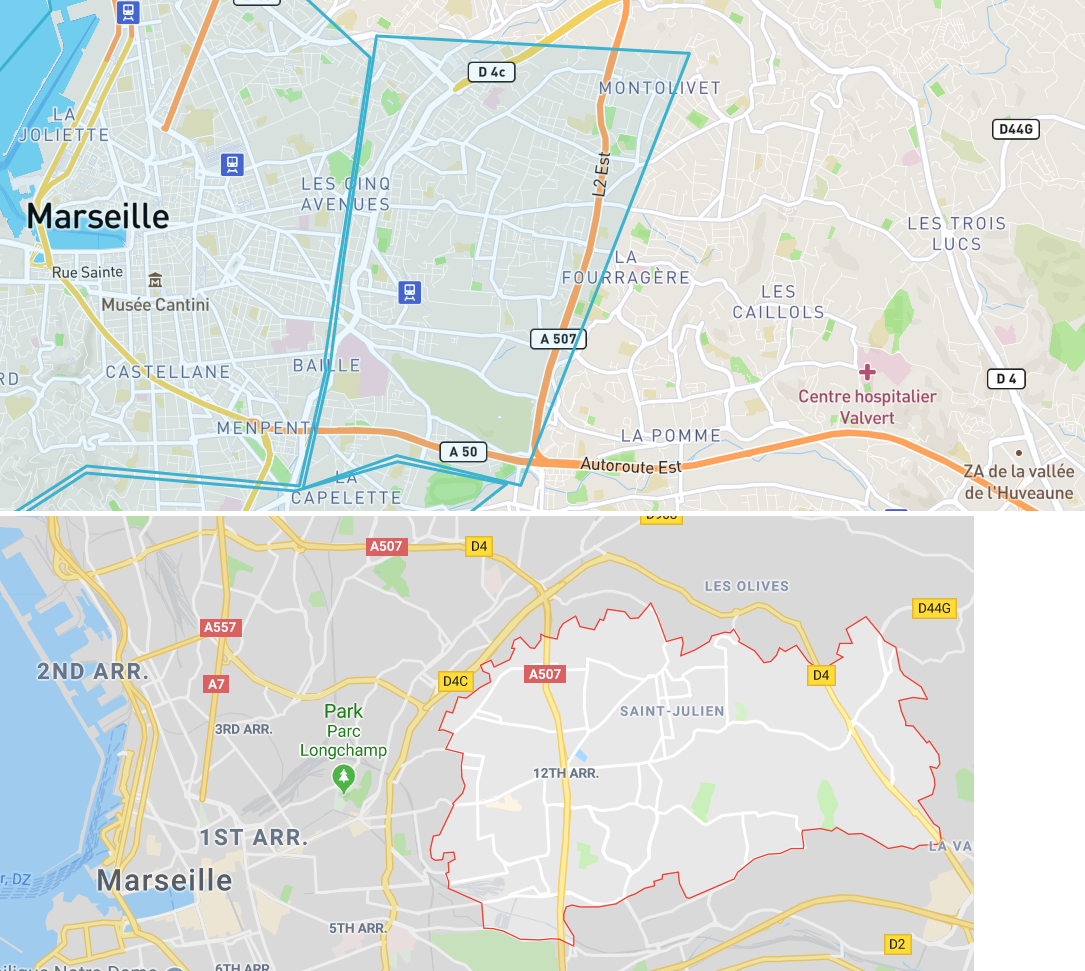 D 4c
MONTOLIVET
LA
JOLIETTE
D44G
L2 Est
LES CINQ
AVENUES
Marseille
LES TROIS
LUCS
Rue Sainte
LA
FOURRAGÈRE
Musée Cantini
LES
CAILLOLS
A 507
BAILLE
CASTELLANE
RD
D 4
Centre hospitalier
Valvert
MENPENT
LA POMME
A 50
Autoroute Est
ZA de la vallée
de l'Huveaune
LA
CAPELETTE
A507
D4
LES OLIVES
D44G
A557
2ND ARR.
A7
D4C
A507
D4
Park
Parc
Longchamp
SAINT-JULIEN
3RD ARR.
12TH ARR.
1ST ARR.
LA VA
Marseille
r, DZ
5TH ARR.
D2
6TH ARR
ilique Notre-Dame